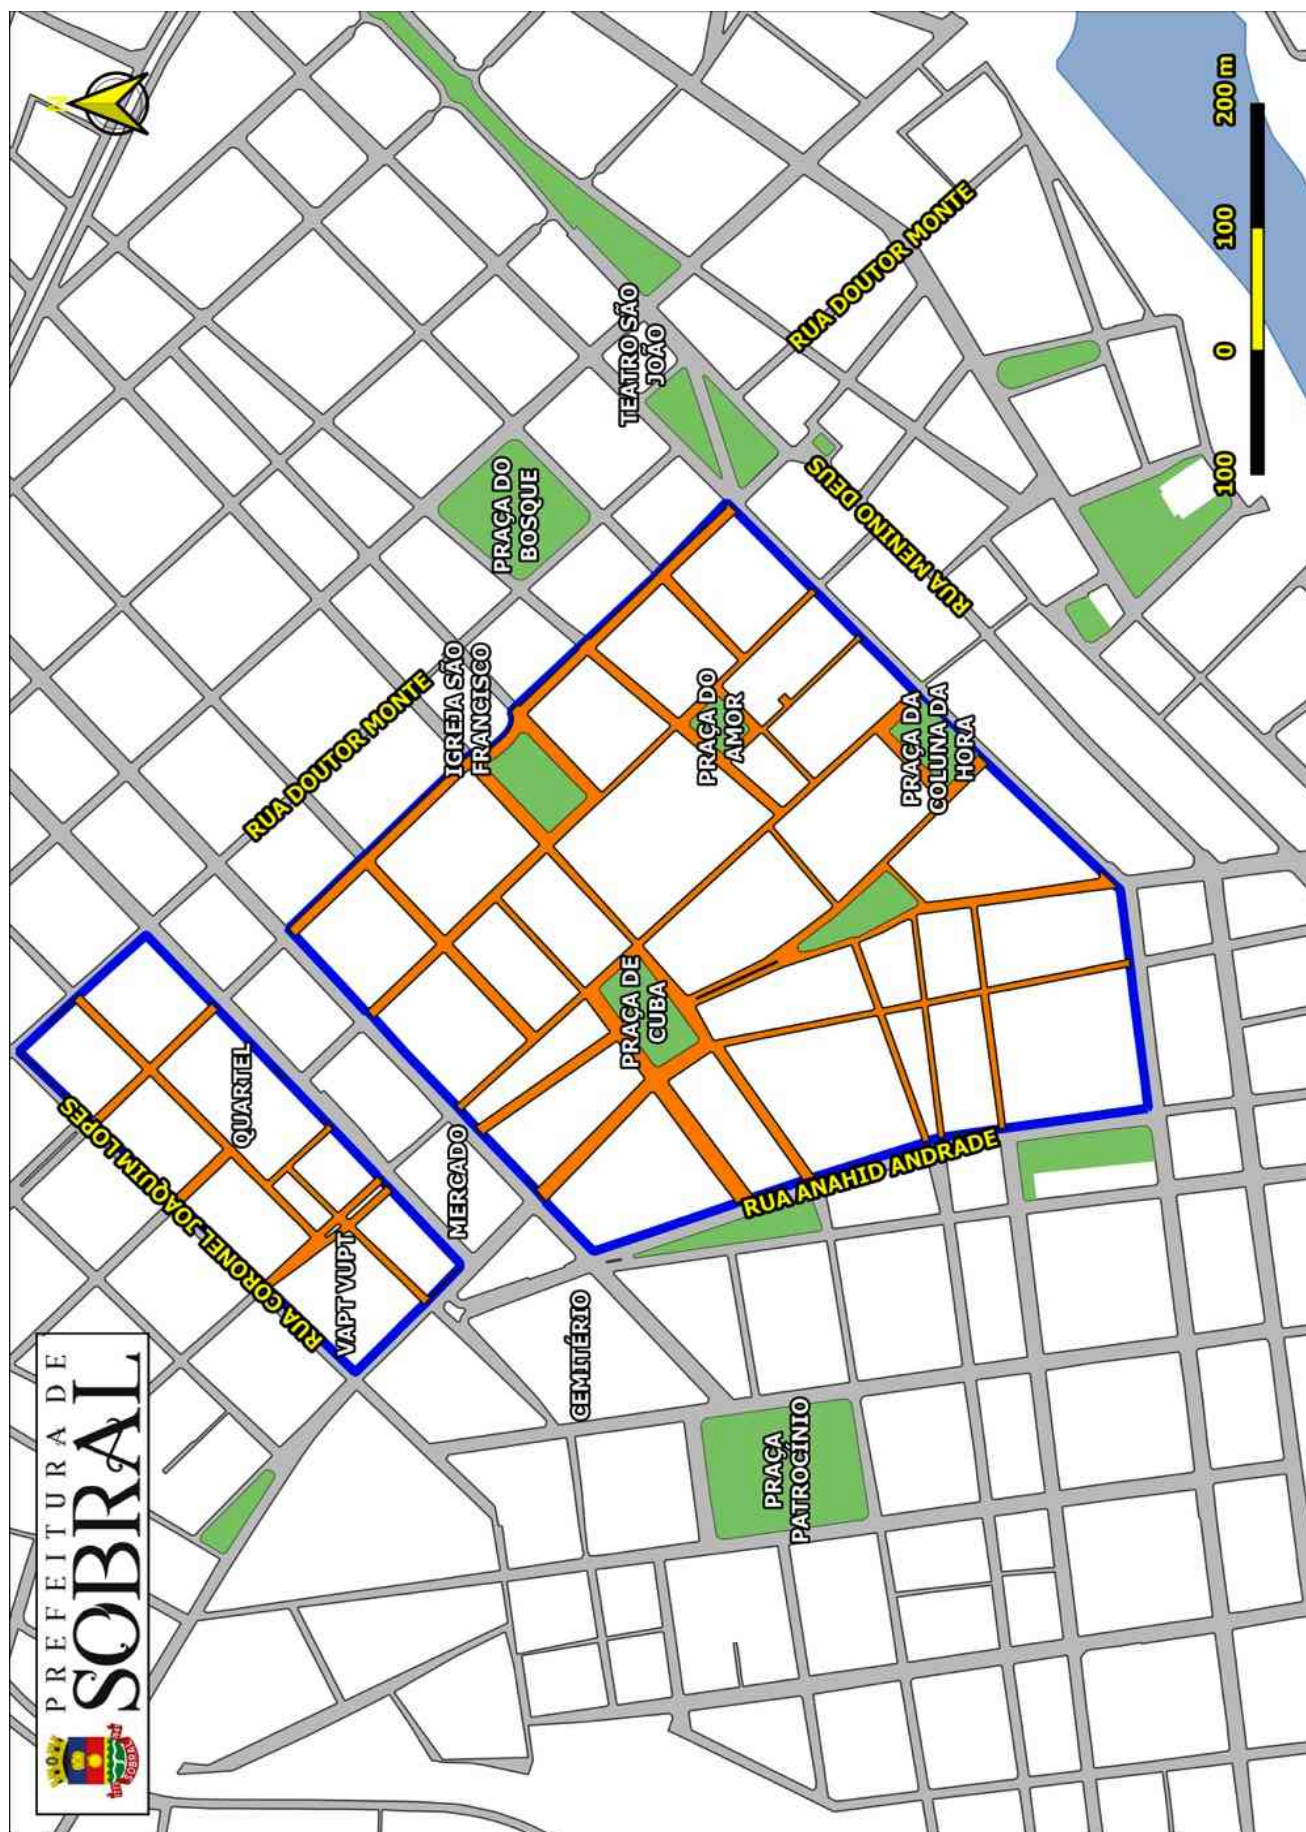 PREFEITURA DE
SOBRAL
SOBRAL
N
RUA CORONEL JOAQUIM LOPES
QUARTEL
VAPT VUPT
MERCADO
RUA DOUTOR MONTE
IGREJA SÃO
FRANCISCO
PRAÇA DO
BOSQUE
TEATRO SÃO
JOÃO
RUA DOUTOR MONTE
RUA MENINO DEUS
PRAÇA DO
AMOR
PRAÇA DA
COLUNA DA
HORA
PRAÇA DE
CUBA
RUA ANAHID ANDRADE
CEMITÉRIO
PRAÇA
PATROCÍNIO
100 0 100 200 m